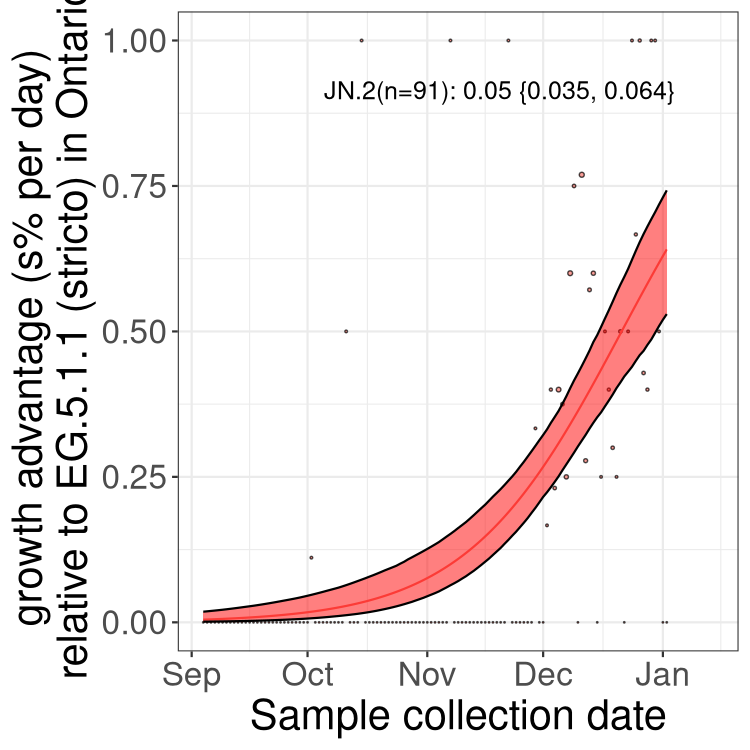 growth advantage (s% per day)
relative to EG.5.1.1 (stricto) in Ontario
1.00
0.75
0.50
0.25
0.00
JN.2(n=91): 0.05 {0.035, 0.064}
Sep Oct Nov Dec Jan
Sample collection date